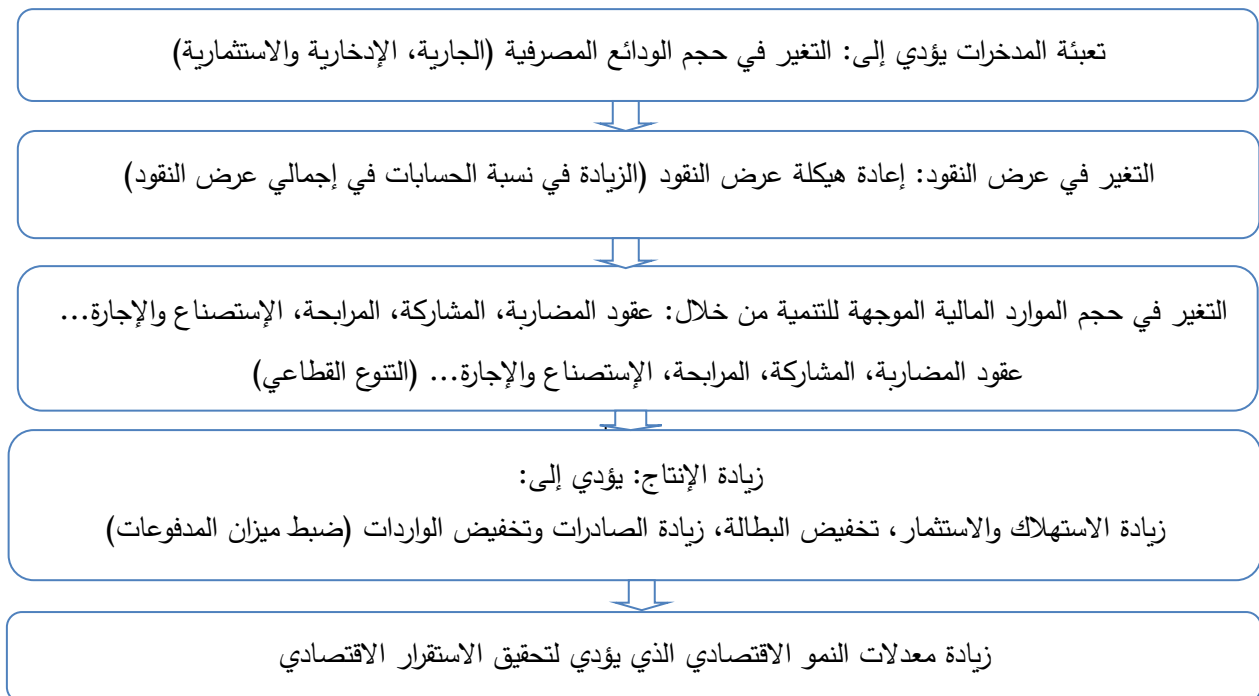 تعبئة المدخرات يؤدي إلى: التغير في حجم الودائع المصرفية (الجارية، الإدخارية والاستثمارية)
التغير في عرض النقود: إعادة هيكلة عرض النقود (الزيادة في نسبة الحسابات في إجمالي عرض النقود)
التغير في حجم الموارد المالية الموجهة للتنمية من خلال: عقود المضاربة، المشاركة، المرابحة، الإستصناع والإجارة...
عقود المضاربة، المشاركة، المرابحة، الإستصناع والإجارة... (التنوع القطاعي)
زيادة الإنتاج: يؤدي إلى:
زيادة الاستهلاك والاستثمار، تخفيض البطالة، زيادة الصادرات وتخفيض الواردات (ضبط ميزان المدفوعات)
زيادة معدلات النمو الاقتصادي الذي يؤدي لتحقيق الاستقرار الاقتصادي